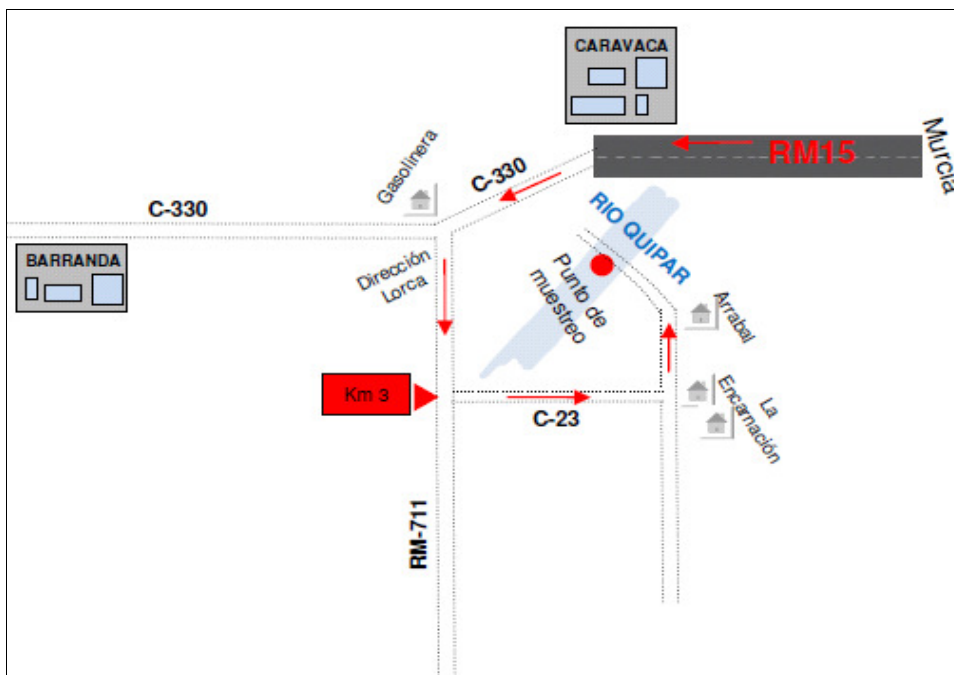 CARAVACA
RM15
Murcia
C-330
Gasolinera
C-330
RIO QUIPAR
BARRANDA
Dirección
Lorca
Punto de
muestreo
Arrabal
Km 3
C-23
La
Encarnación
RM-711